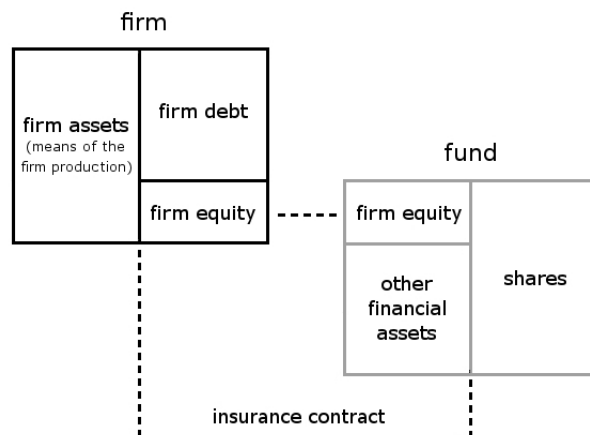 firm
firm assets
(means of the
firm production)
firm debt
firm equity
fund
firm equity
other
financial
assets
shares
insurance contract